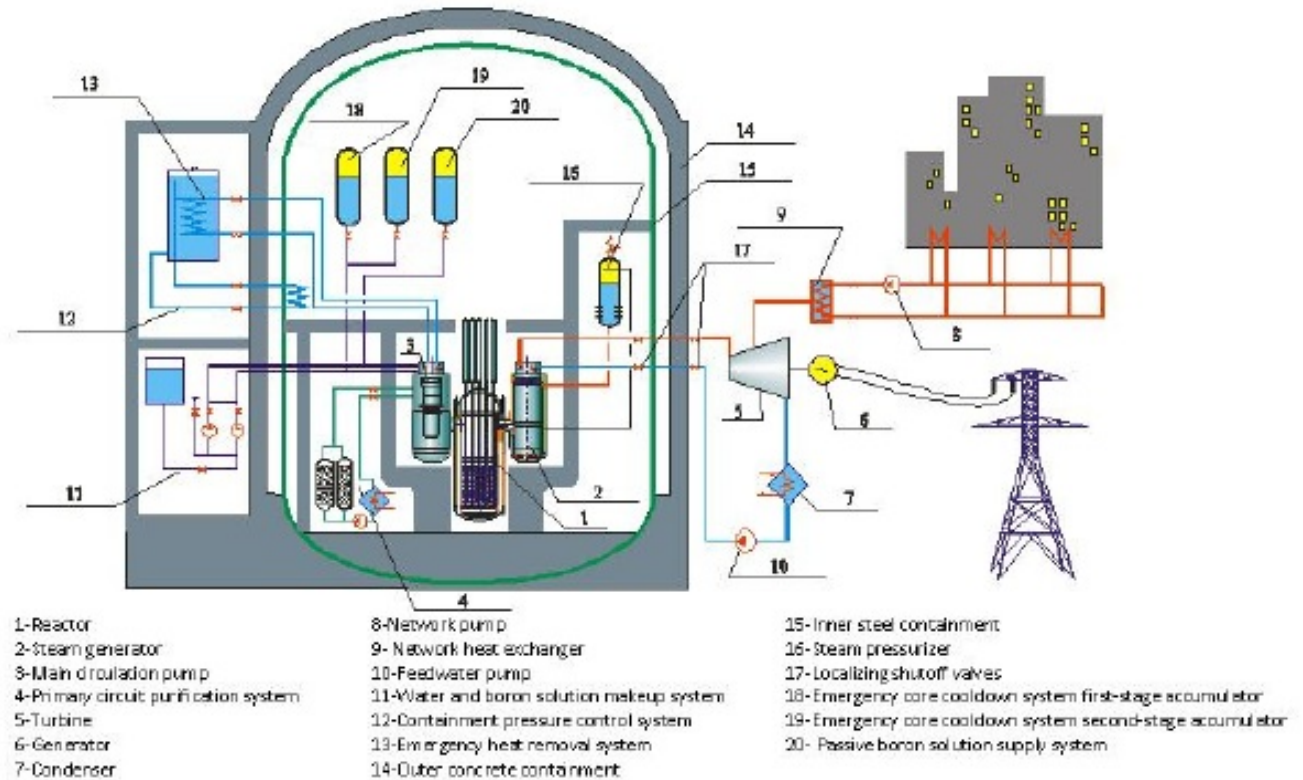 13
19
18
20
14
16
15
9
17
12
3
8
5
6
11
2
7
1
10
4
1-Reactor
2-Steam generator
3-Main circulation pump
4-Primary circuit purification system
5-Turbine
6-Generator
7-Condenser
8-Network pump
9- Network heat exchanger
10-Feedwater pump
11-Water and boron solution makeup system
12-Containment pressure control system
13-Emergency heat removal system
14-Outer concrete containment
15- Inner steel containment
16- Steam pressurizer
17- Localizing shutoff valves
18- Emergency core cooldown system first-stage accumulator
19- Emergency core cooldown system second-stage accumulator
20- Passive boron solution supply system